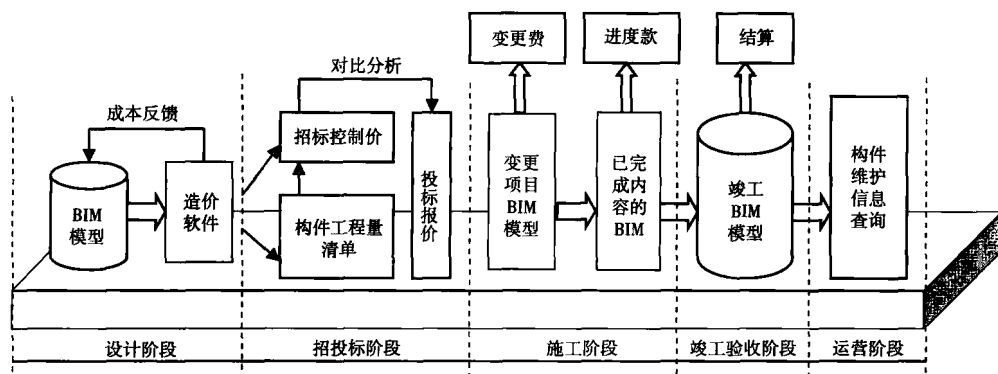 变更费
进度款
结算
对比分析
成本反馈
招标控制价
BIM
模型
造价
软件
构件工程量
清单
投
标
报
价
变更
项目
BIM
模型
已完
成内
容的
BIM
竣工
BIM
模型
构件
维护
信息
查询
设计阶段
招投标阶段
施工阶段
竣工验收阶段
运营阶段